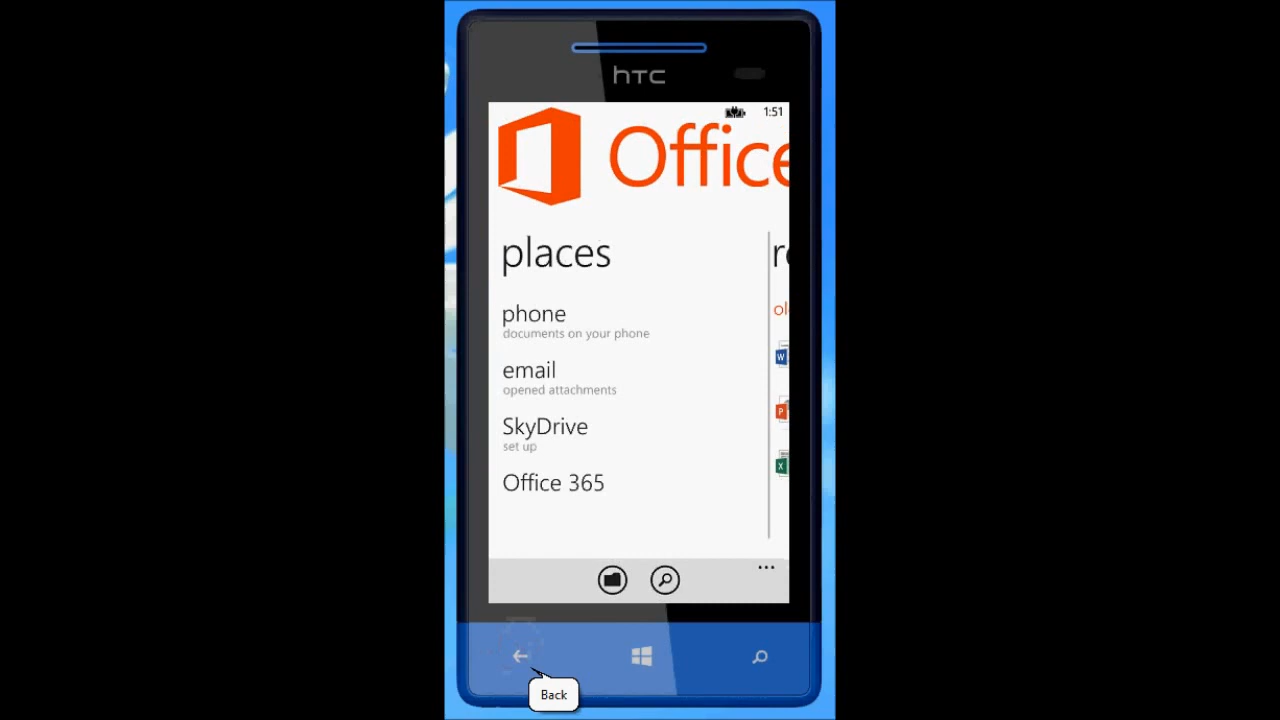 hTC
1:51
Office
places
phone
documents on your phone
email
opened attachments
SkyDrive
set up
Office 365
W
P
X
Back